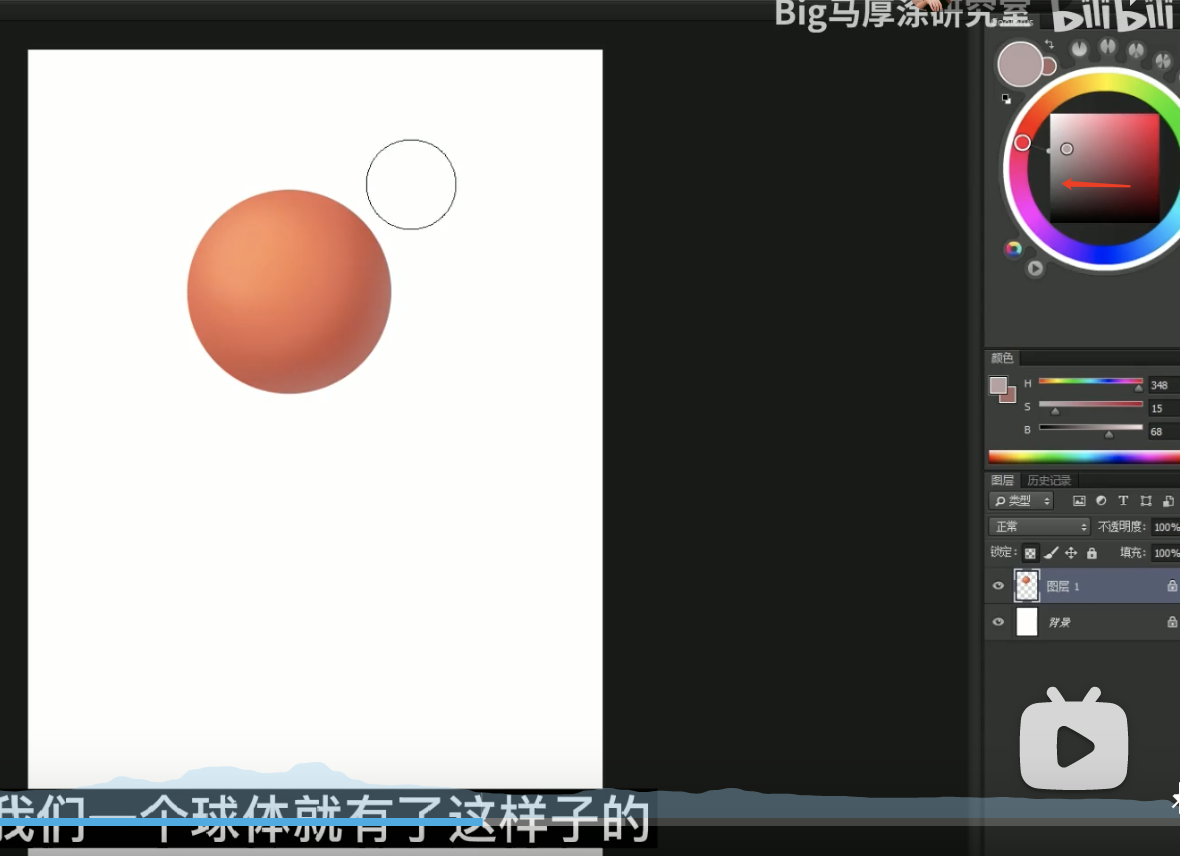 Big马厚涂研究室 bilibili
颜色
H 348
S 15
B 68
图层 历史记录
类型 T
正常 不透明度: 100%
锁定: 填充: 100%
图层 1
背景
我们一个球体就有了这样子的